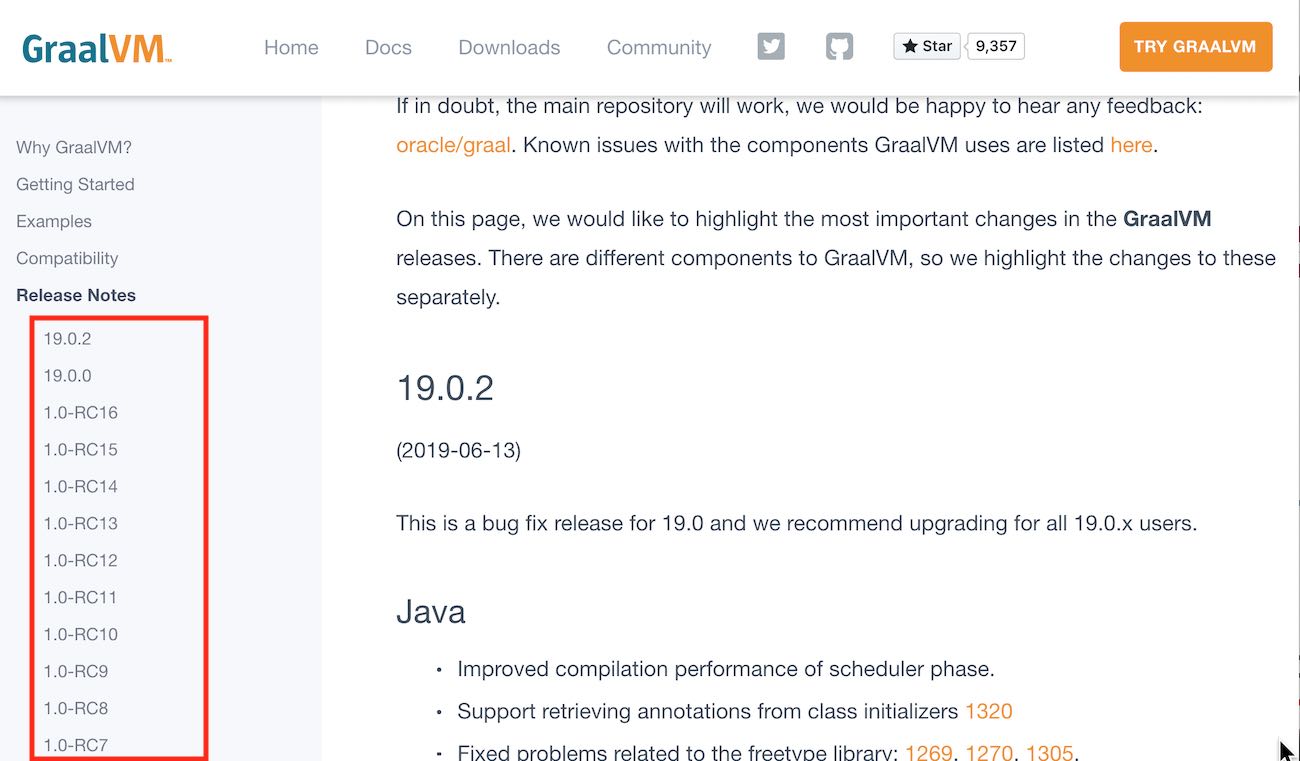 GraalVM™ Home Docs Downloads Community Star 9,357 TRY GRAALVM
Why GraalVM?
Getting Started
Examples
Compatibility
Release Notes
19.0.2
19.0.0
1.0-RC16
1.0-RC15
1.0-RC14
1.0-RC13
1.0-RC12
1.0-RC11
1.0-RC10
1.0-RC9
1.0-RC8
1.0-RC7
If in doubt, the main repository will work, we would be happy to hear any feedback:
oracle/graal. Known issues with the components GraalVM uses are listed here.
On this page, we would like to highlight the most important changes in the GraalVM
releases. There are different components to GraalVM, so we highlight the changes to these
separately.
19.0.2
(2019-06-13)
This is a bug fix release for 19.0 and we recommend upgrading for all 19.0.x users.
Java
• Improved compilation performance of scheduler phase.
• Support retrieving annotations from class initializers 1320
• Fixed problems related to the freetype library: 1269, 1270, 1305.